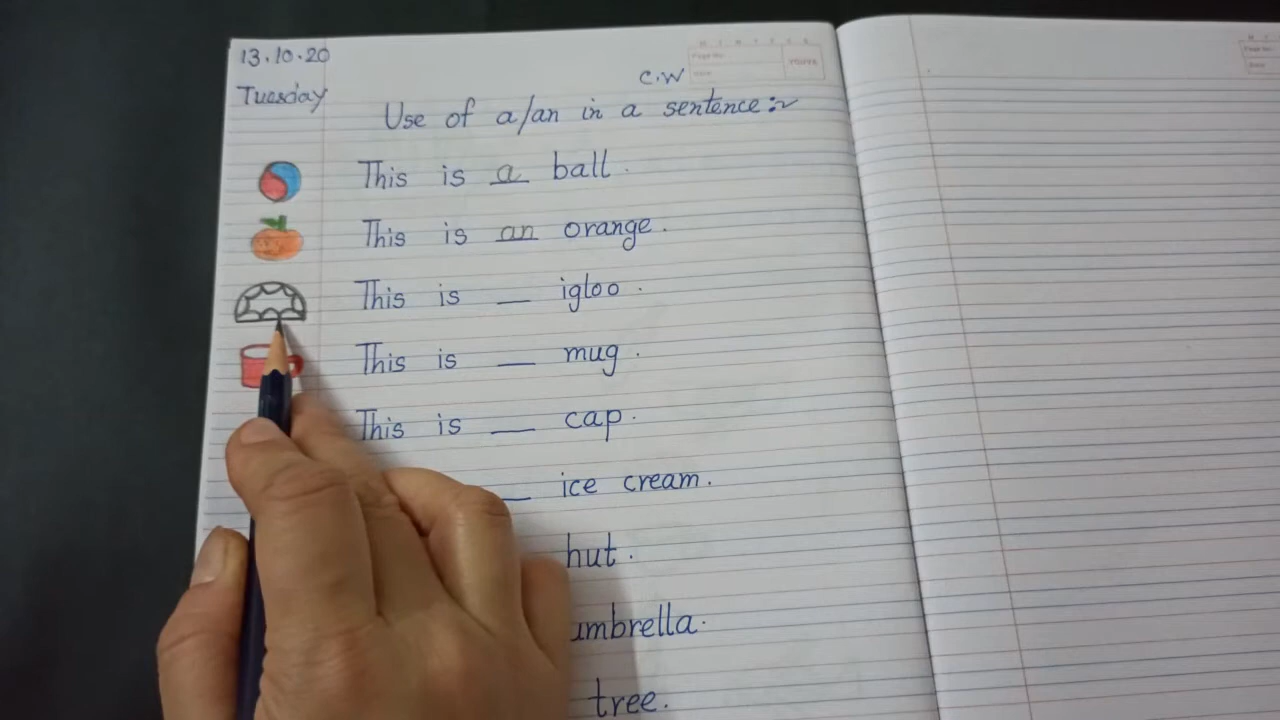 13.10.20
Tuesday
C.W
Use of a/an in a sentence:~
This is a ball.
This is an orange.
This is __ igloo.
This is __ mug.
This is __ cap.
__ ice cream.
hut.
umbrella.
tree.